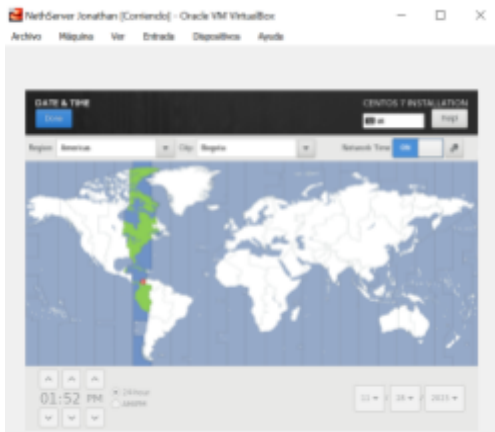 NethServer Jonathan [Corriendo] - Oracle VM VirtualBox
Archivo Máquina Ver Entrada Dispositivos Ayuda
DATE & TIME
CENTOS 7 INSTALLATION
Done
Help!
Region: Americas City: Bogota Network Time: ON
01:52 PM
24-hour
AM/PM